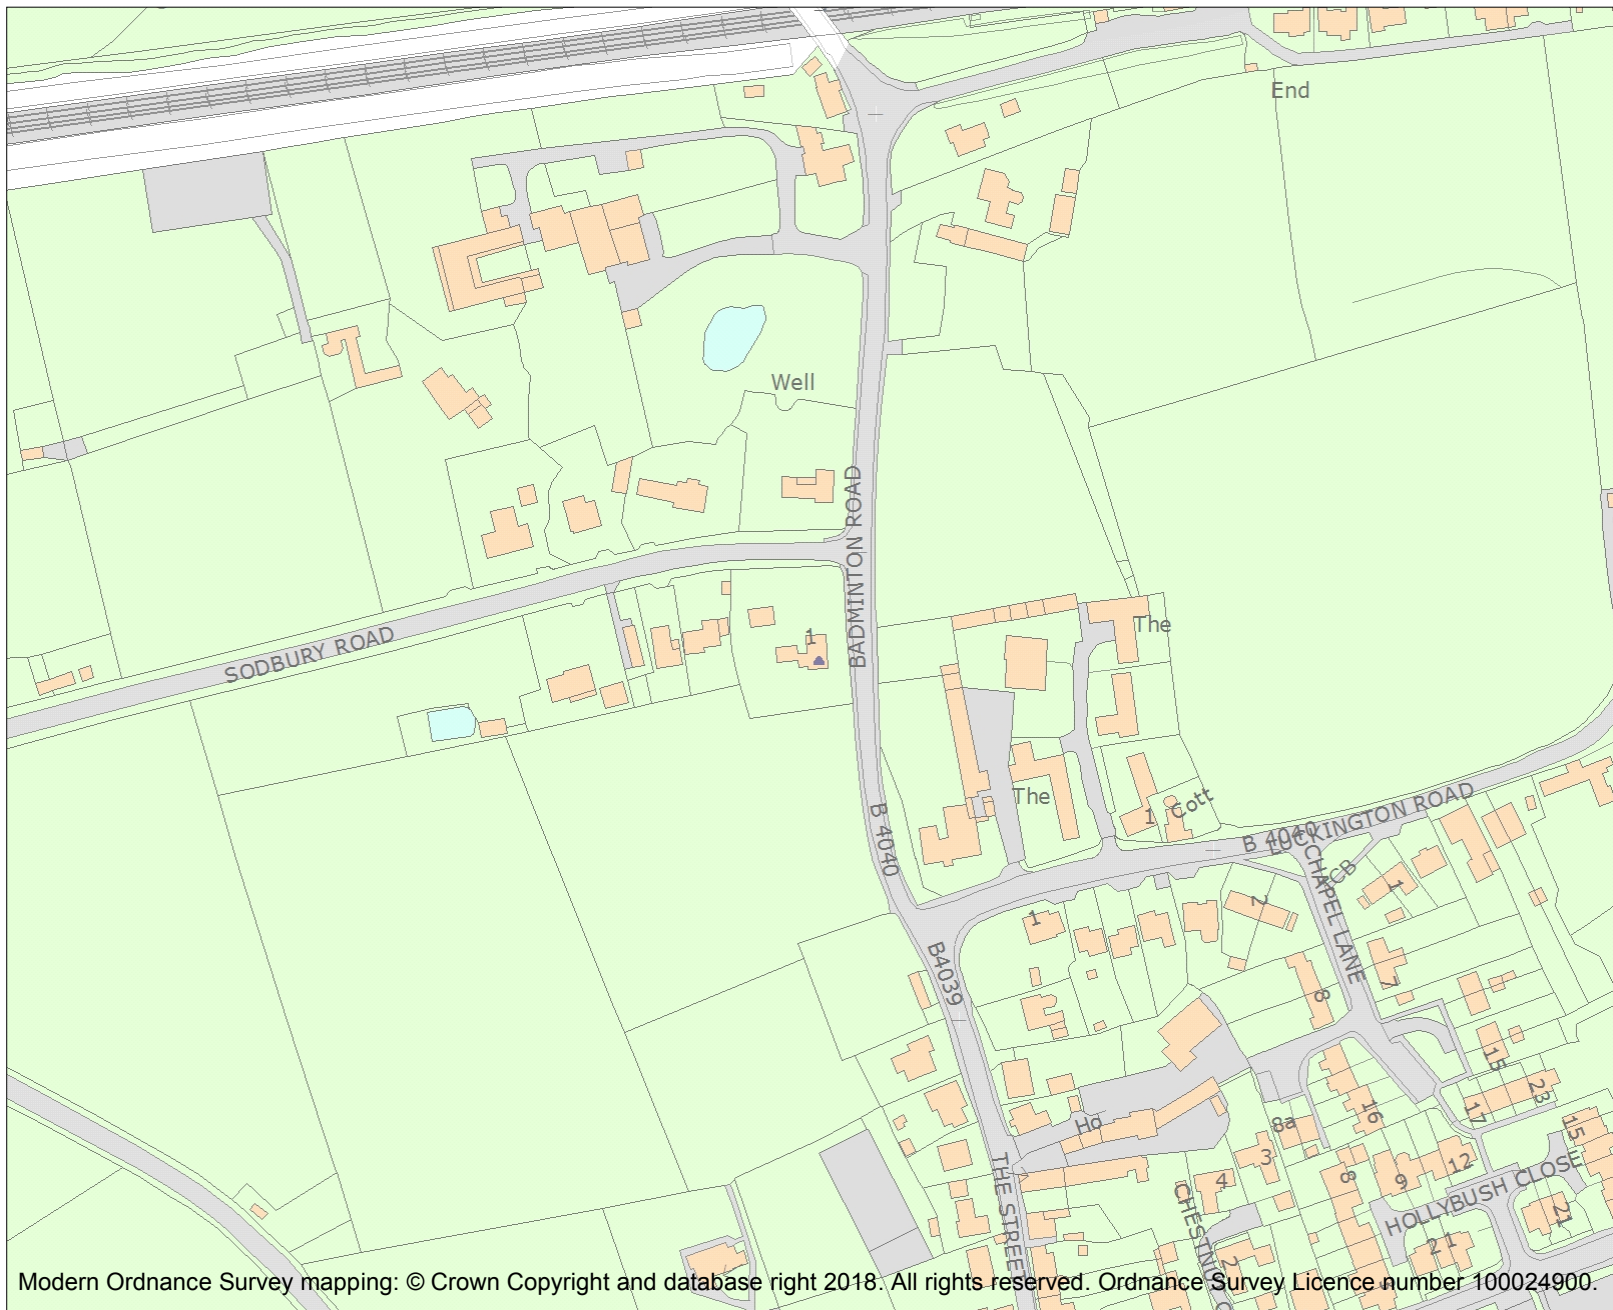 End
Well
BADMINTON ROAD
SODBURY ROAD
1
The
The
1
Cott
B 4040
B 4040
LUCKINGTON ROAD
TCB
CHAPEL LANE
1
2
1
B4039
7
8
15
23
17
16
15
Ho
8a
3
4
8
9
12
HOLLYBUSH CLOSE
21
21
2
THE STREET
CHESTNU
Modern Ordnance Survey mapping: © Crown Copyright and database right 2018. All rights reserved. Ordnance Survey Licence number 100024900.